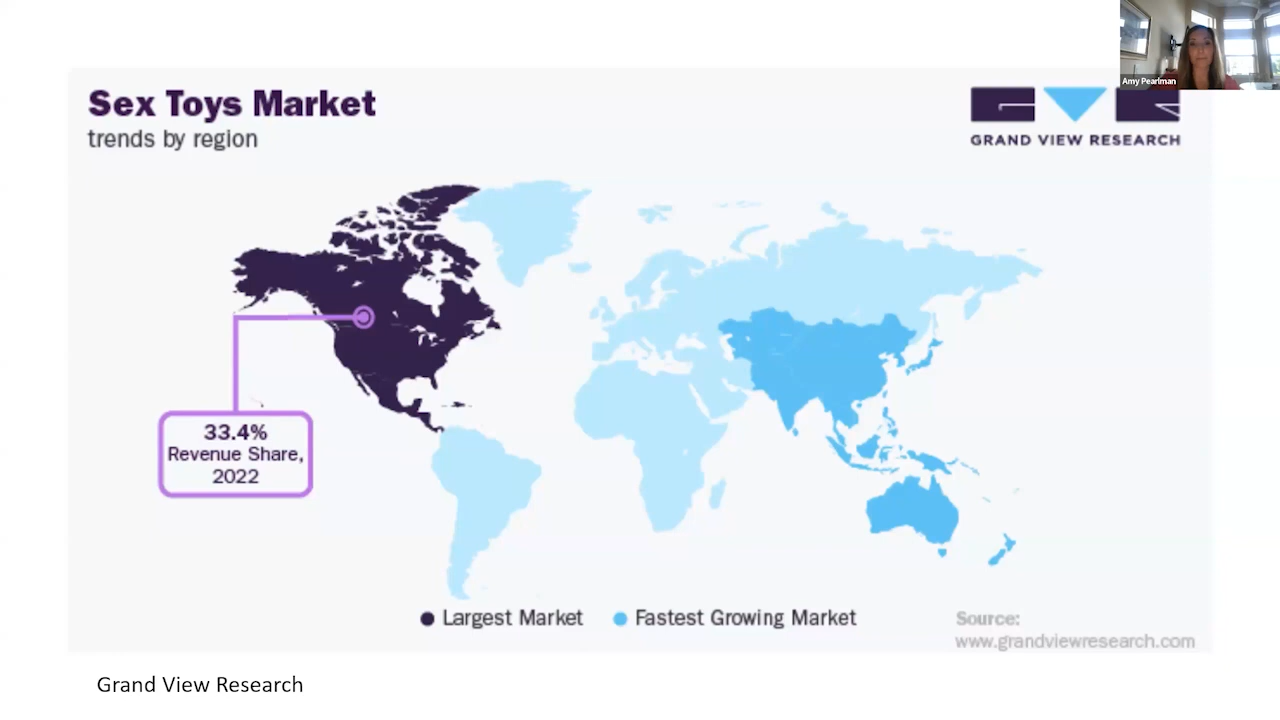 Amy Pearlman
Sex Toys Market
trends by region
GRAND VIEW RESEARCH
33.4%
Revenue Share,
2022
Largest Market
Fastest Growing Market
Source:
www.grandviewresearch.com
Grand View Research